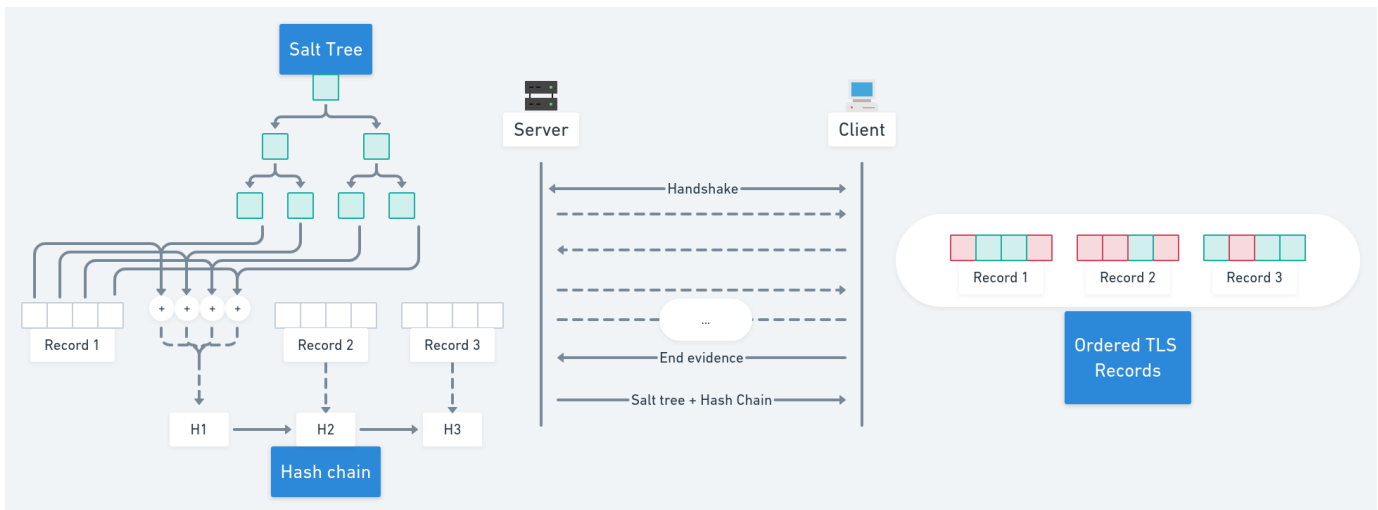 Salt Tree
+
+
+
+
Record 1
Record 2
Record 3
H1
H2
H3
Hash chain
Server
Client
Handshake
...
End evidence
Salt tree + Hash Chain
Record 1
Record 2
Record 3
Ordered TLS
Records